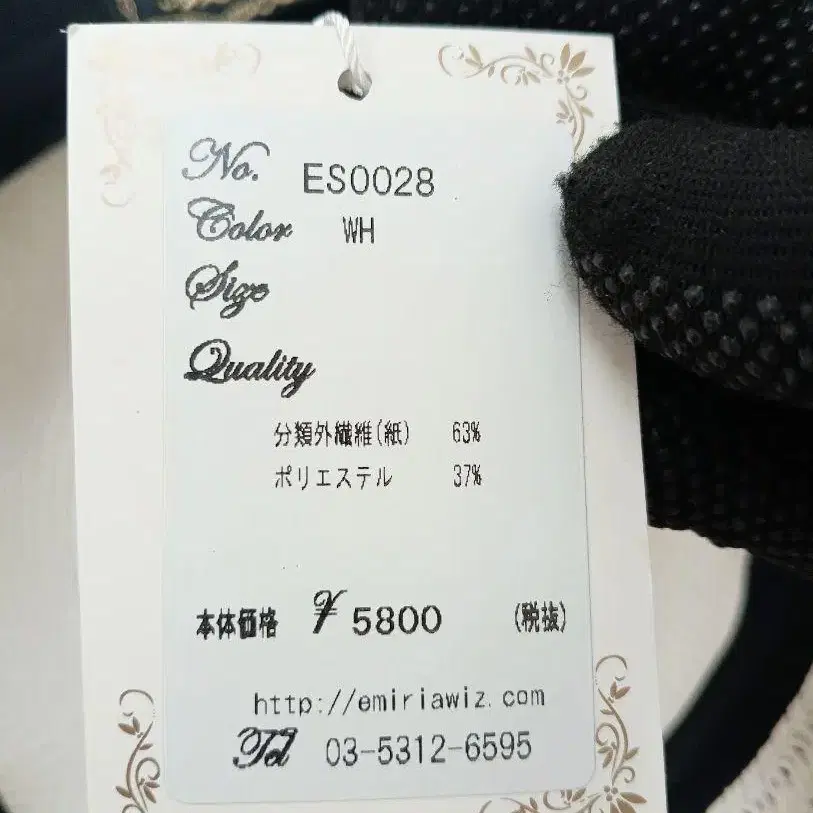 No. ES0028
Color WH
Size
Quality
分類外繊維(紙) 63%
ポリエステル 37%
本体価格 ¥ 5800 (税抜)
http://emiriawiz.com
Tel 03-5312-6595